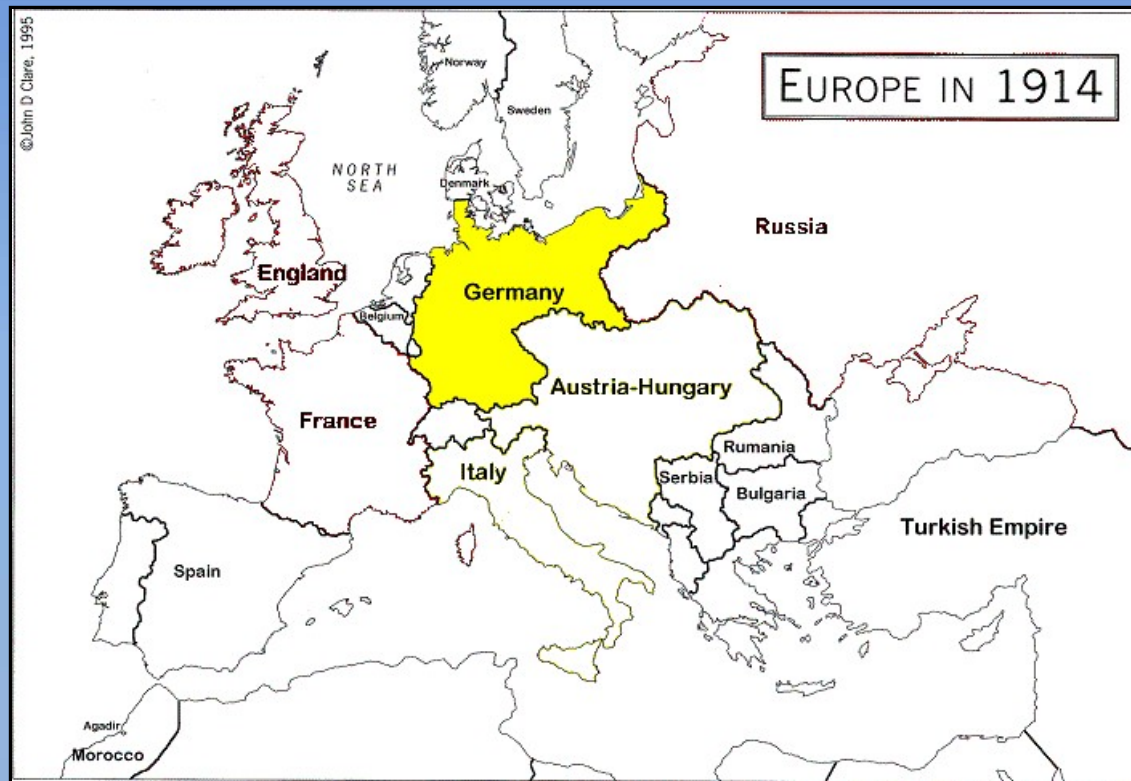 ©John D Clare, 1995
EUROPE IN 1914
Norway
Sweden
NORTH
SEA
Denmark
Russia
England
Germany
Belgium
Austria-Hungary
France
Rumania
Italy
Serbia
Bulgaria
Turkish Empire
Spain
Agadir
Morocco